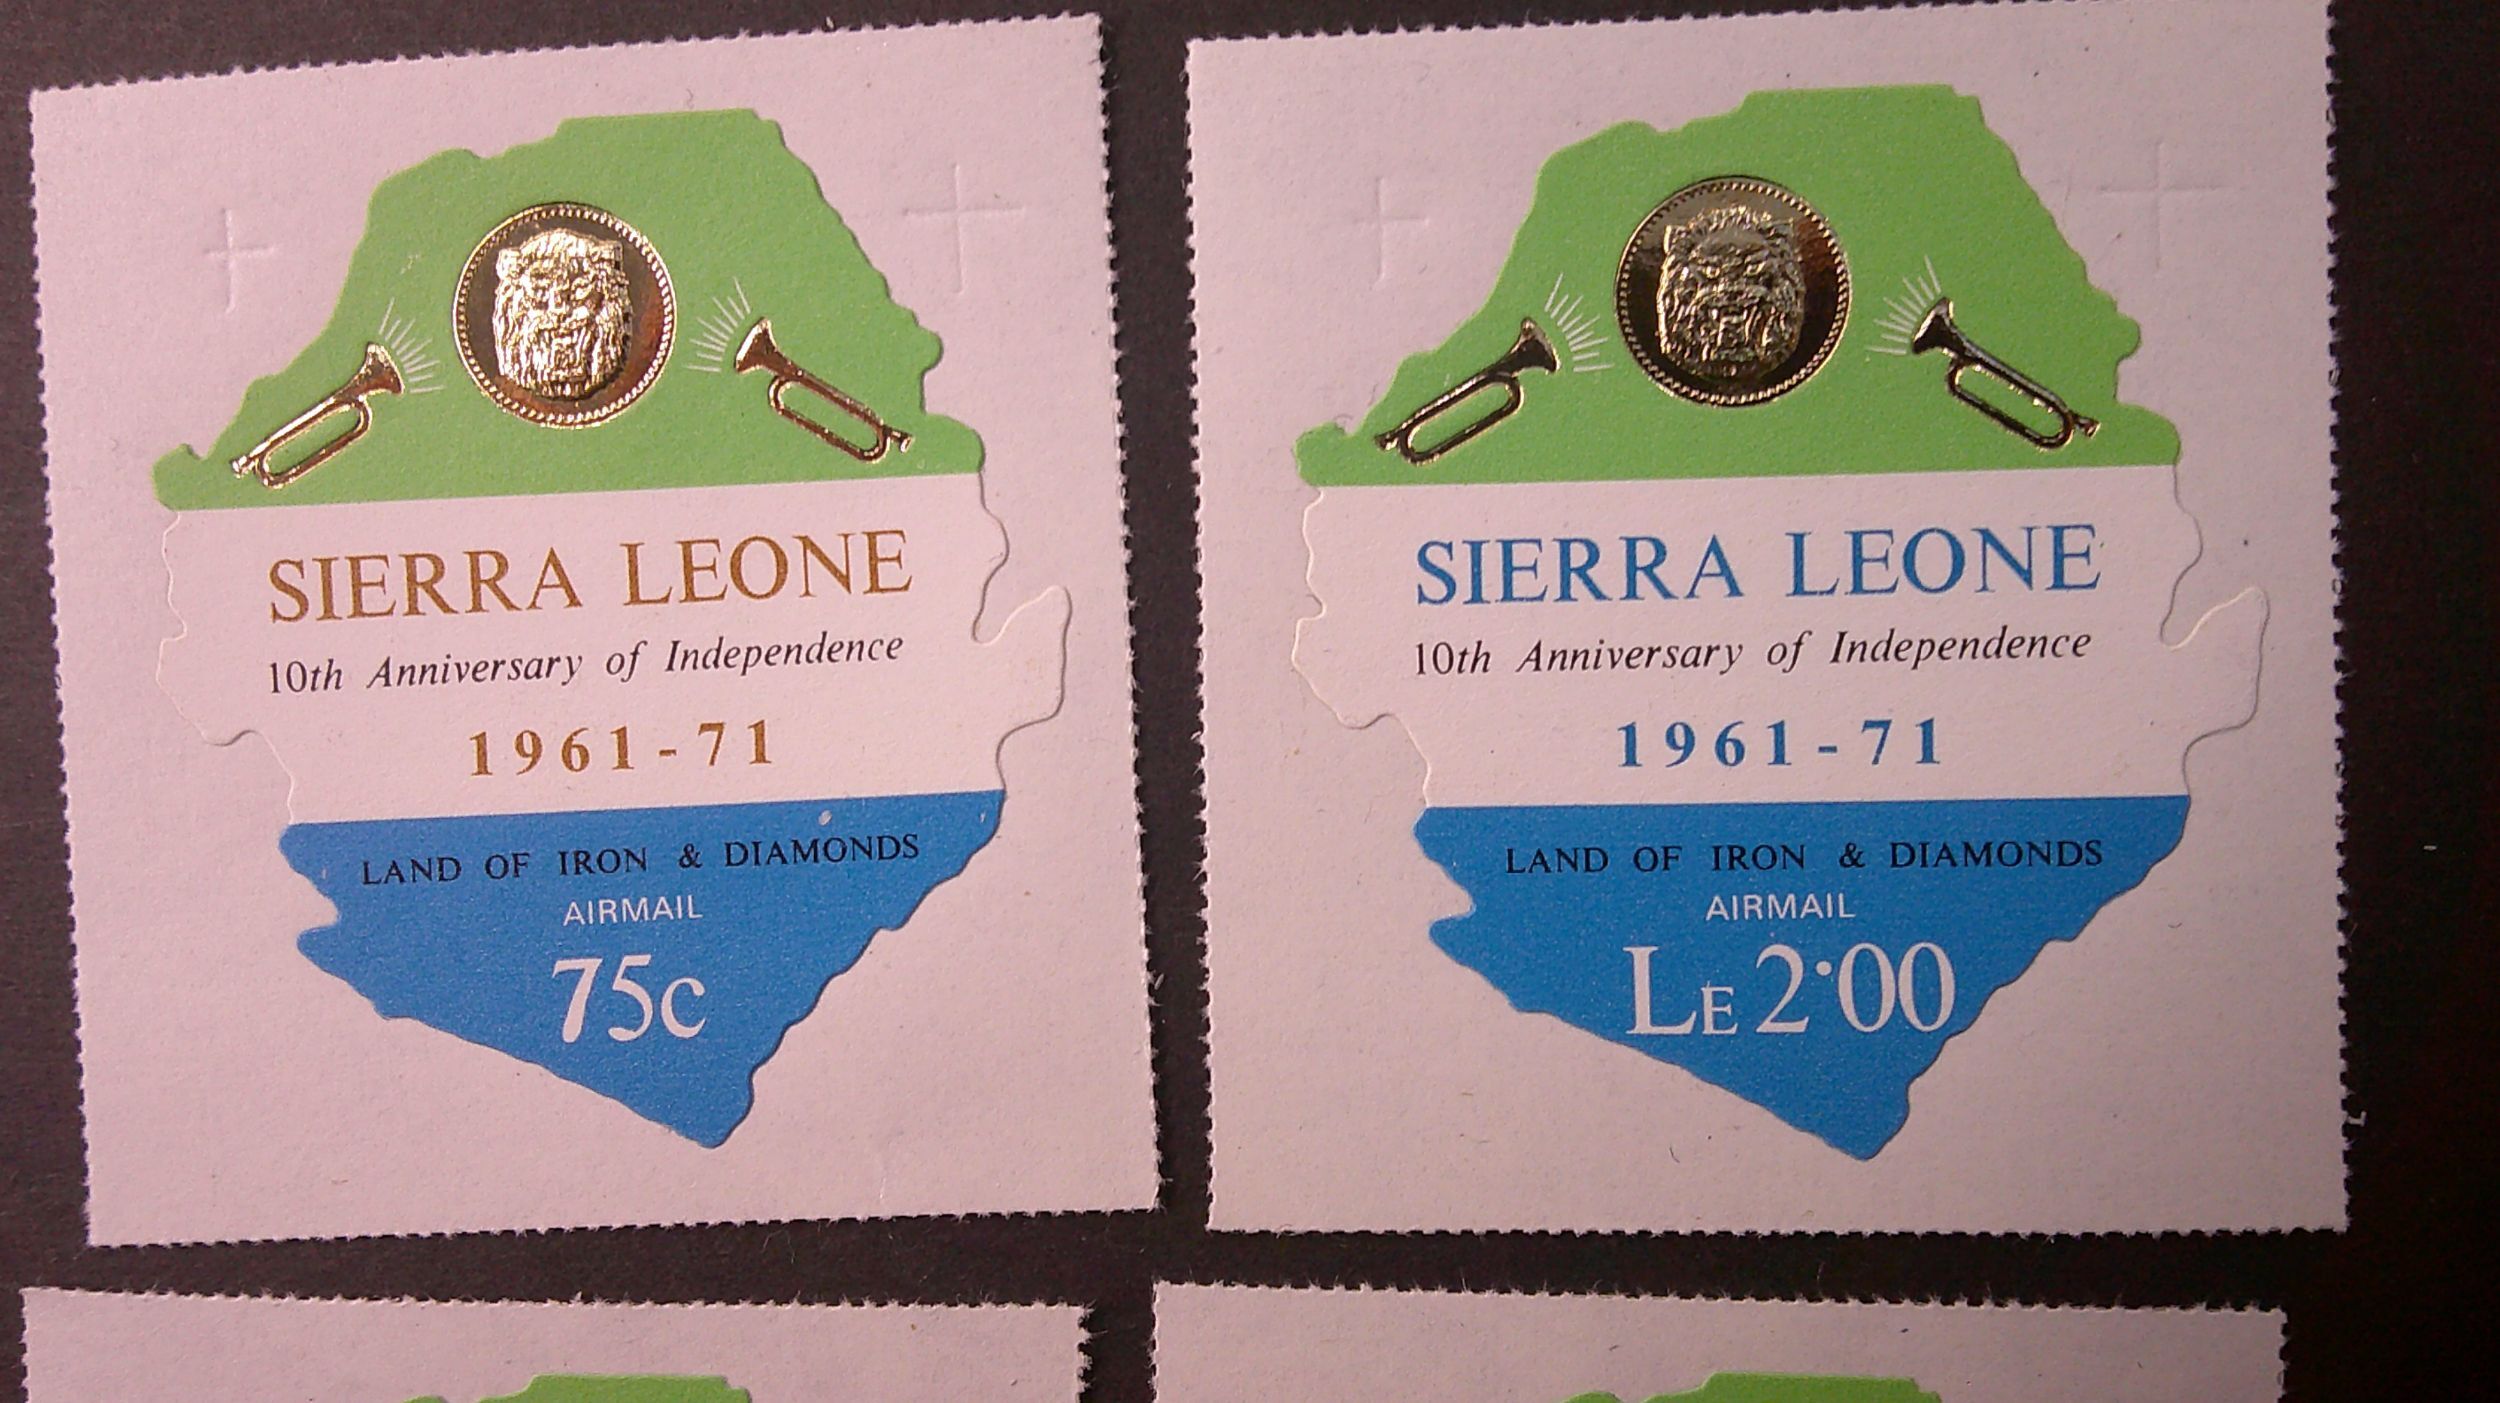 SIERRA LEONE
10th Anniversary of Independence
1961-71
LAND OF IRON & DIAMONDS
AIRMAIL
75c
SIERRA LEONE
10th Anniversary of Independence
1961-71
LAND OF IRON & DIAMONDS
AIRMAIL
LE 2·00